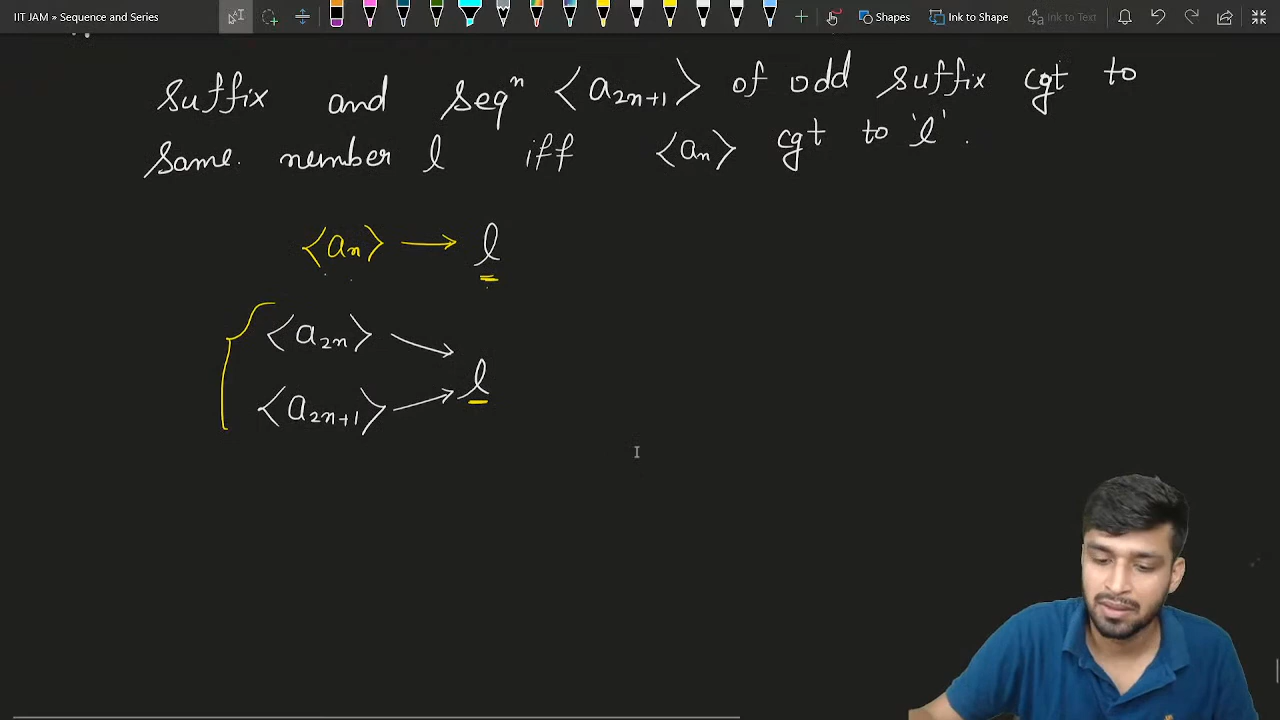 IIT JAM » Sequence and Series
Shapes
Ink to Shape
Ink to Text
suffix and seqⁿ <a₂ₙ₊₁> of odd suffix cgt to
same. number l iff <aₙ> cgt to 'l'.
<aₙ> → l
<a₂ₙ>
<a₂ₙ₊₁>
l